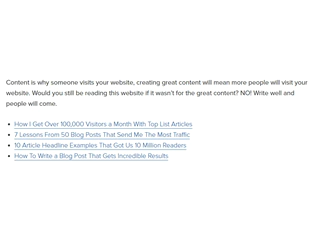 Content is why someone visits your website, creating great content will mean more people will visit your
website. Would you still be reading this website if it wasn't for the great content? NO! Write well and
people will come.
• How I Get Over 100,000 Visitors a Month With Top List Articles
• 7 Lessons From 50 Blog Posts That Send Me The Most Traffic
• 10 Article Headline Examples That Got Us 10 Million Readers
• How To Write a Blog Post That Gets Incredible Results